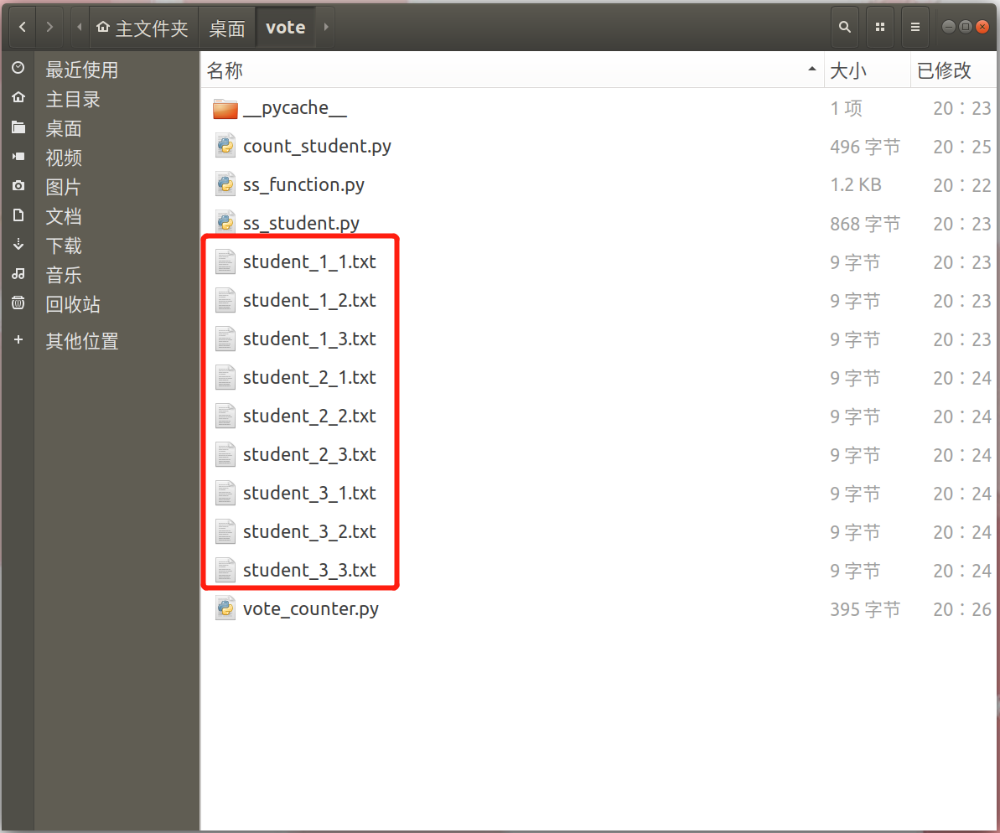 主文件夹 桌面 vote
最近使用
主目录
桌面
视频
图片
文档
下载
音乐
回收站
其他位置
名称 大小 已修改
__pycache__ 1 项 20：23
count_student.py 496 字节 20：25
ss_function.py 1.2 KB 20：22
ss_student.py 868 字节 20：23
student_1_1.txt 9 字节 20：23
student_1_2.txt 9 字节 20：23
student_1_3.txt 9 字节 20：23
student_2_1.txt 9 字节 20：24
student_2_2.txt 9 字节 20：24
student_2_3.txt 9 字节 20：24
student_3_1.txt 9 字节 20：24
student_3_2.txt 9 字节 20：24
student_3_3.txt 9 字节 20：24
vote_counter.py 395 字节 20：26